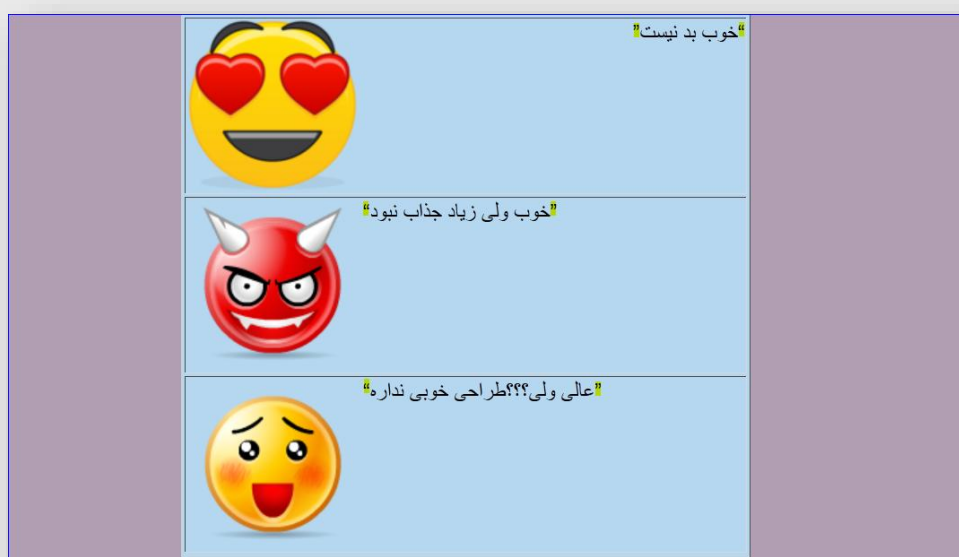 “خوب بد نیست”
“خوب ولی زیاد جذاب نبود”
“عالی ولی؟؟؟طراحی خوبی نداره”